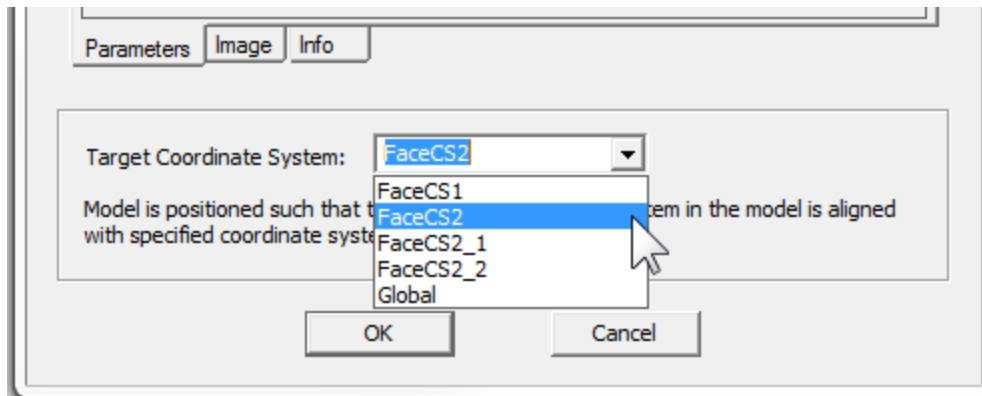 Parameters Image Info
Target Coordinate System: FaceCS2
FaceCS1
Model is positioned such that
FaceCS2
tem in the model is aligned
with specified coordinate
FaceCS2_1
FaceCS2_2
Global
OK Cancel